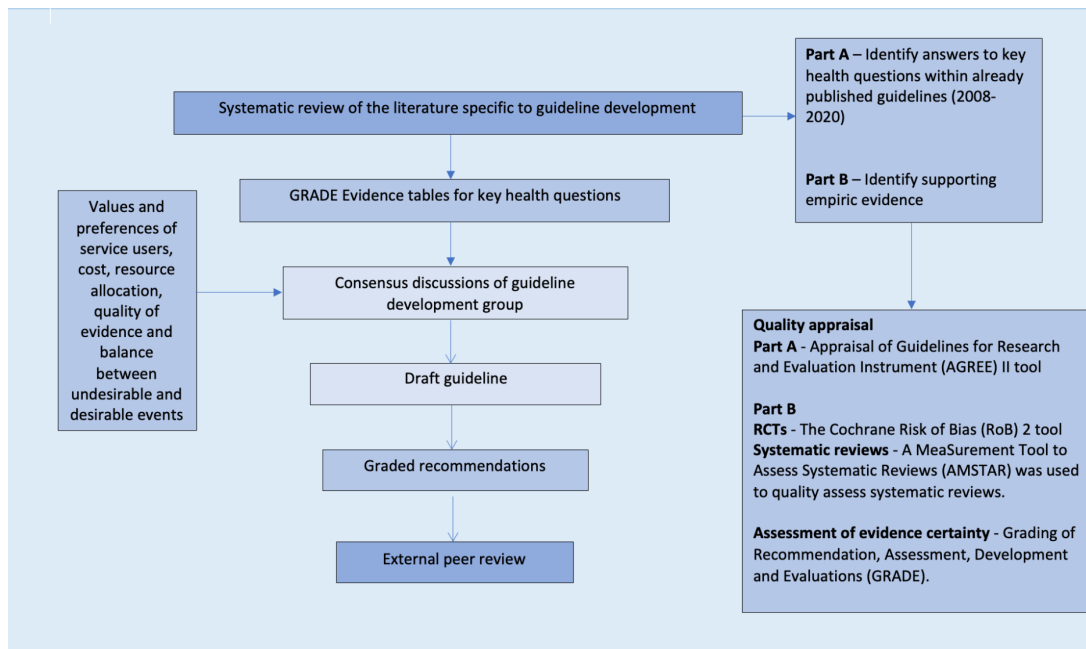 Systematic review of the literature specific to guideline development
Part A – Identify answers to key
health questions within already
published guidelines (2008-
2020)
Part B – Identify supporting
empiric evidence
GRADE Evidence tables for key health questions
Values and
preferences of
service users,
cost, resource
allocation,
quality of
evidence and
balance
between
undesirable and
desirable events
Consensus discussions of guideline
development group
Draft guideline
Graded recommendations
External peer review
Quality appraisal
Part A - Appraisal of Guidelines for Research
and Evaluation Instrument (AGREE) II tool
Part B
RCTs - The Cochrane Risk of Bias (RoB) 2 tool
Systematic reviews - A MeaSurement Tool to
Assess Systematic Reviews (AMSTAR) was used
to quality assess systematic reviews.
Assessment of evidence certainty - Grading of
Recommendation, Assessment, Development
and Evaluations (GRADE).